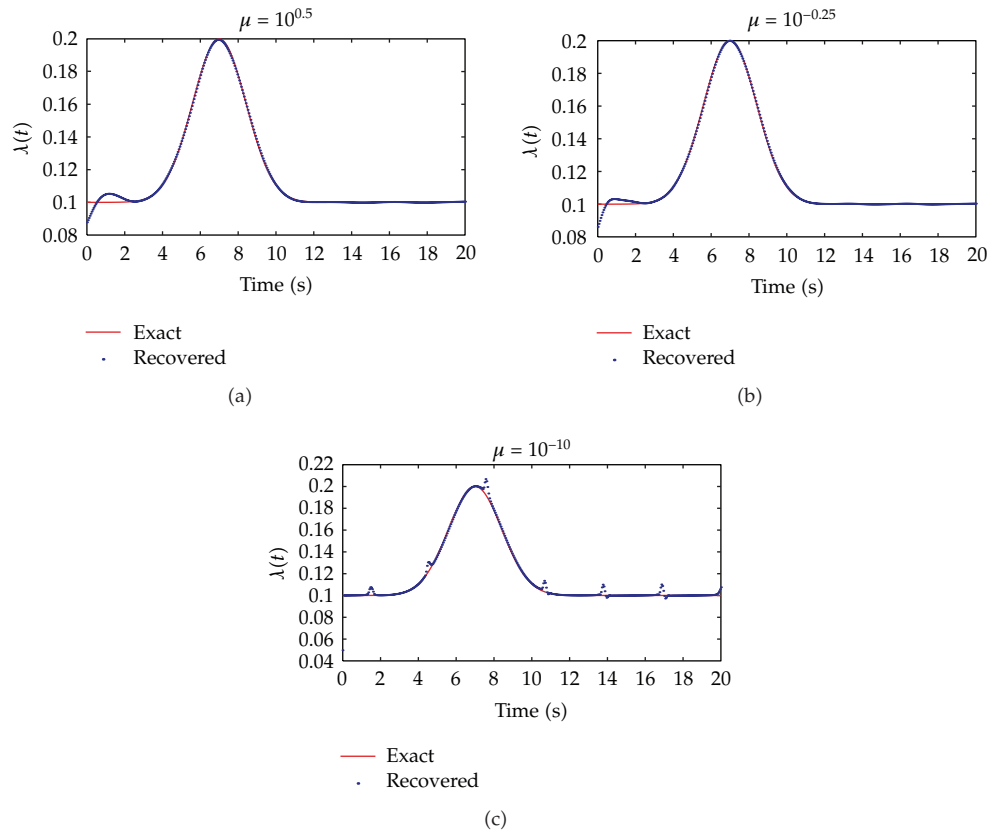 μ = 10^0.5
0.2
0.18
0.16
0.14
0.12
0.1
0.08
λ(t)
0 2 4 6 8 10 12 14 16 18 20
Time (s)
Exact
Recovered
(a)
μ = 10^−0.25
0.2
0.18
0.16
0.14
0.12
0.1
0.08
λ(t)
0 2 4 6 8 10 12 14 16 18 20
Time (s)
Exact
Recovered
(b)
μ = 10^−10
0.22
0.2
0.18
0.16
0.14
0.12
0.1
0.08
0.06
0.04
λ(t)
0 2 4 6 8 10 12 14 16 18 20
Time (s)
Exact
Recovered
(c)